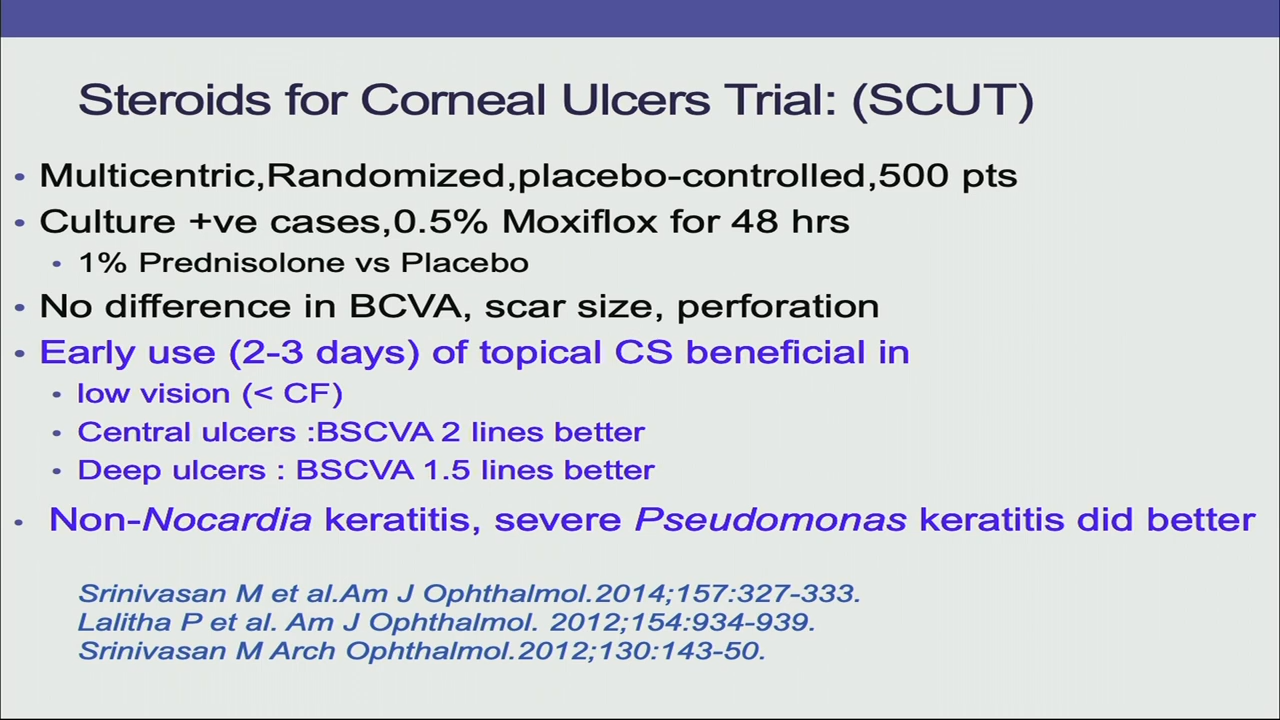 Steroids for Corneal Ulcers Trial: (SCUT)
• Multicentric,Randomized,placebo-controlled,500 pts
• Culture +ve cases,0.5% Moxiflox for 48 hrs
• 1% Prednisolone vs Placebo
• No difference in BCVA, scar size, perforation
• Early use (2-3 days) of topical CS beneficial in
• low vision (< CF)
• Central ulcers :BSCVA 2 lines better
• Deep ulcers : BSCVA 1.5 lines better
• Non-Nocardia keratitis, severe Pseudomonas keratitis did better
Srinivasan M et al.Am J Ophthalmol.2014;157:327-333.
Lalitha P et al. Am J Ophthalmol. 2012;154:934-939.
Srinivasan M Arch Ophthalmol.2012;130:143-50.